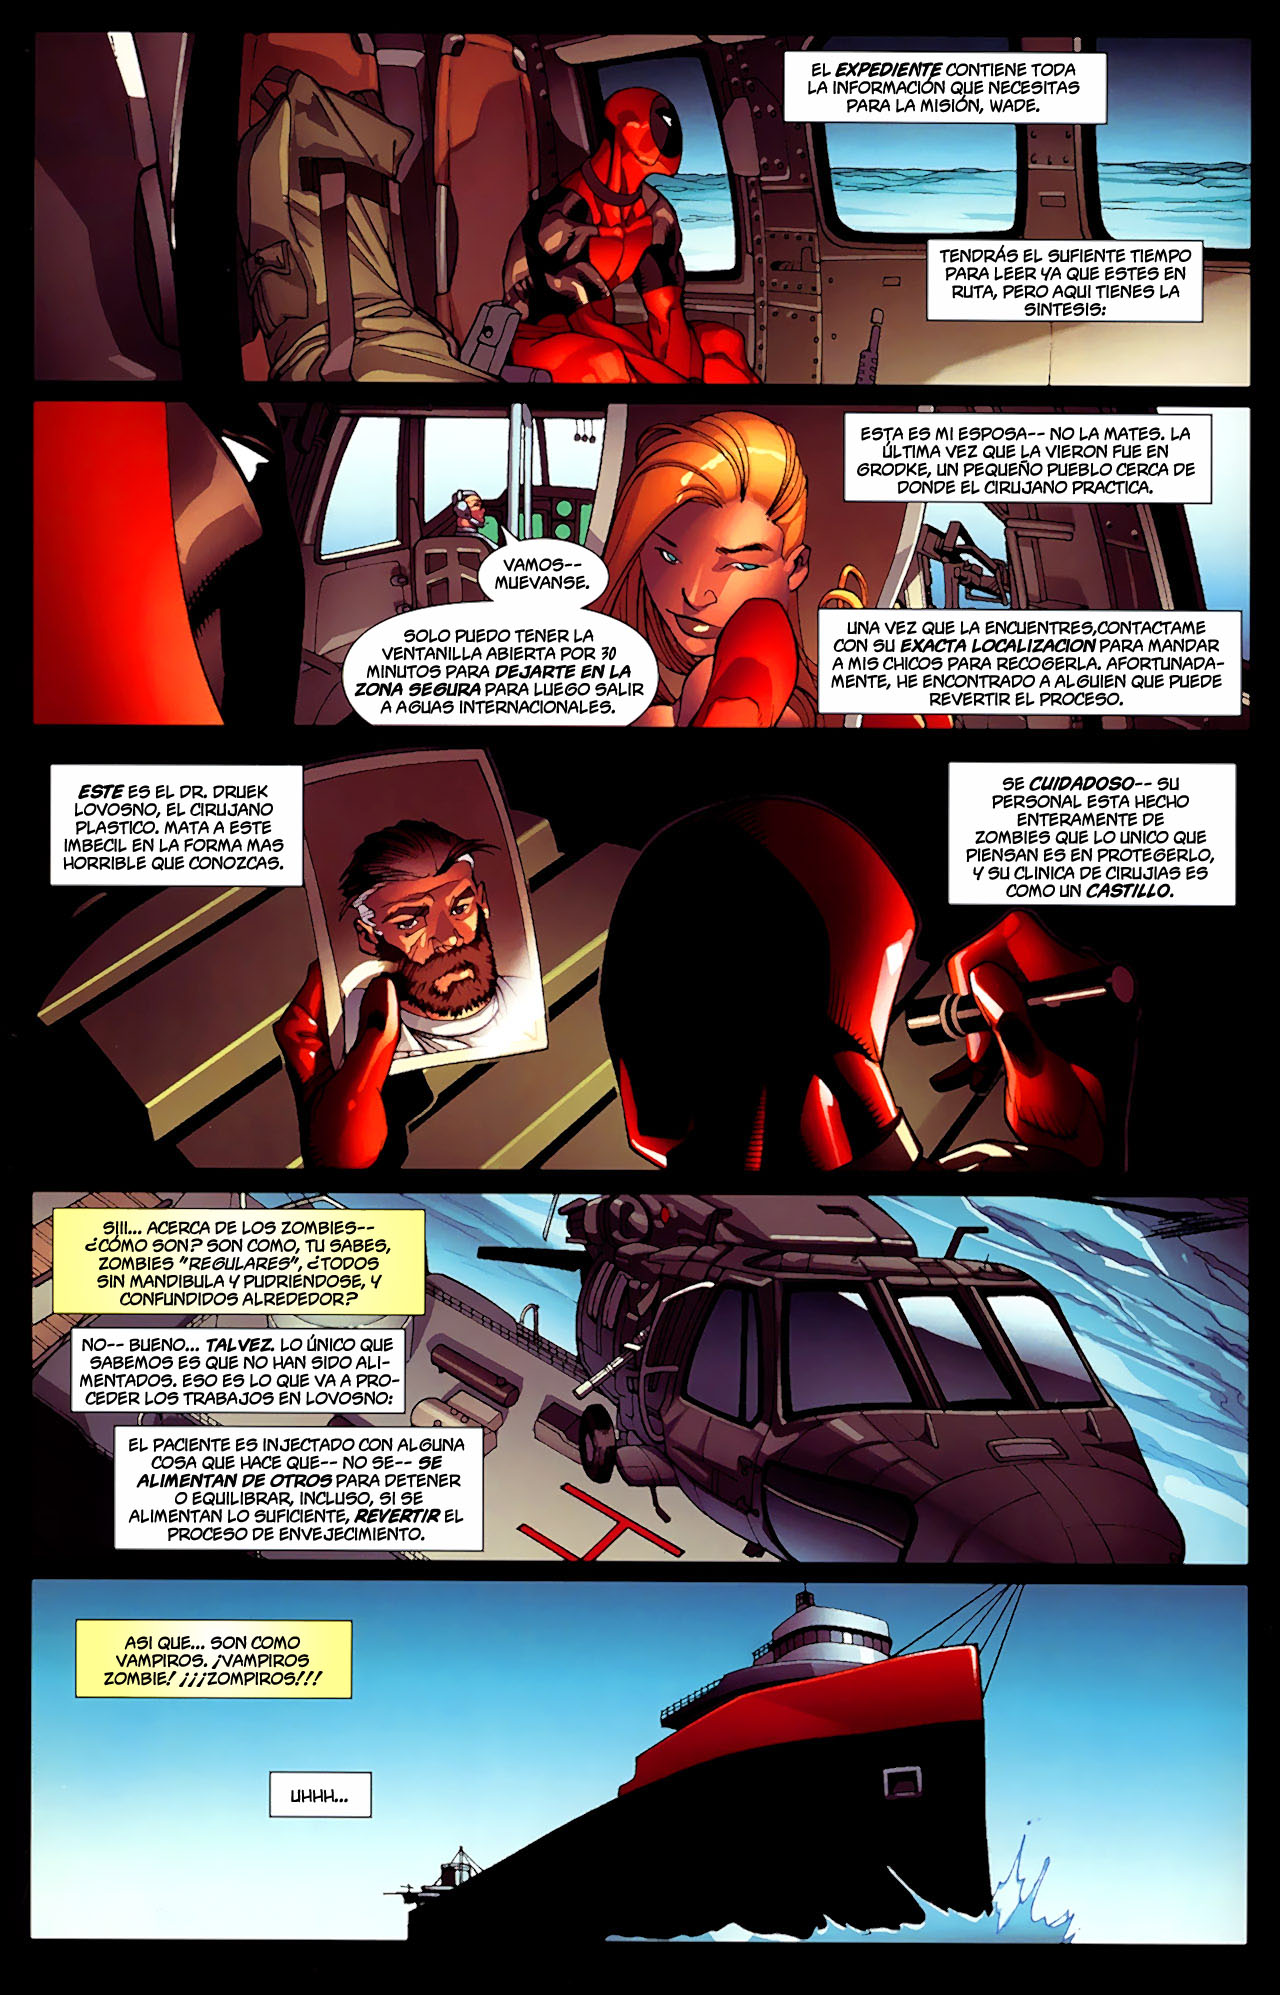 EL EXPEDIENTE CONTIENE TODA
LA INFORMACIÓN QUE NECESITAS
PARA LA MISIÓN, WADE.
TENDRÁS EL SUFIENTE TIEMPO
PARA LEER YA QUE ESTES EN
RUTA, PERO AQUI TIENES LA
SINTESIS:
ESTA ES MI ESPOSA-- NO LA MATES. LA
ÚLTIMA VEZ QUE LA VIERON FUE EN
GRODKE, UN PEQUEÑO PUEBLO CERCA DE
DONDE EL CIRUJANO PRACTICA.
VAMOS--
MUEVANSE.
SOLO PUEDO TENER LA
VENTANILLA ABIERTA POR 30
MINUTOS PARA DEJARTE EN LA
ZONA SEGURA PARA LUEGO SALIR
A AGUAS INTERNACIONALES.
UNA VEZ QUE LA ENCUENTRES,CONTACTAME
CON SU EXACTA LOCALIZACION PARA MANDAR
A MIS CHICOS PARA RECOGERLA. AFORTUNADA-
MENTE, HE ENCONTRADO A ALGUIEN QUE PUEDE
REVERTIR EL PROCESO.
ESTE ES EL DR. DRUEK
LOVOSNO, EL CIRUJANO
PLASTICO. MATA A ESTE
IMBECIL EN LA FORMA MAS
HORRIBLE QUE CONOZCAS.
SE CUIDADOSO-- SU
PERSONAL ESTA HECHO
ENTERAMENTE DE
ZOMBIES QUE LO UNICO QUE
PIENSAN ES EN PROTEGERLO,
Y SU CLINICA DE CIRUJIAS ES
COMO UN CASTILLO.
SIII... ACERCA DE LOS ZOMBIES--
¿CÓMO SON? SON COMO, TU SABES,
ZOMBIES "REGULARES", ¿TODOS
SIN MANDIBULA Y PUDRIÉNDOSE, Y
CONFUNDIDOS ALREDEDOR?
NO-- BUENO... TALVEZ. LO ÚNICO QUE
SABEMOS ES QUE NO HAN SIDO ALI-
MENTADOS. ESO ES LO QUE VA A PRO-
CEDER LOS TRABAJOS EN LOVOSNO:
EL PACIENTE ES INJECTADO CON ALGUNA
COSA QUE HACE QUE-- NO SE-- SE
ALIMENTAN DE OTROS PARA DETENER
O EQUILIBRAR, INCLUSO, SI SE
ALIMENTAN LO SUFICIENTE, REVERTIR EL
PROCESO DE ENVEJECIMIENTO.
ASI QUE... SON COMO
VAMPIROS. ¡VAMPIROS
ZOMBIE! ¡¡¡ZOMPIROS!!!
UHHH...